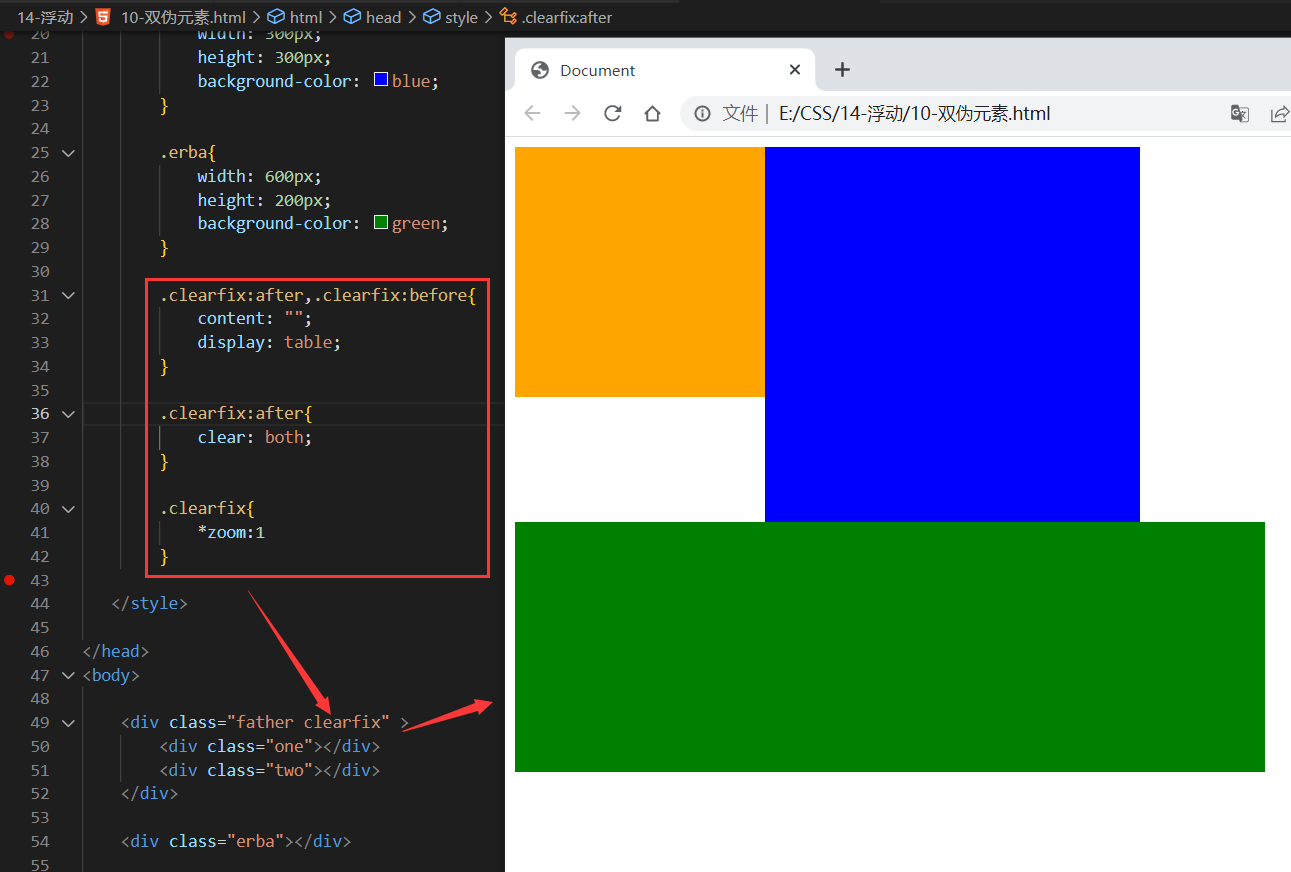 14-浮动 > 10-双伪元素.html > html > head > style > .clearfix:after
20 width: 300px;
21 height: 300px;
22 background-color: blue;
23 }
24
25 .erba{
26 width: 600px;
27 height: 200px;
28 background-color: green;
29 }
30
31 .clearfix:after,.clearfix:before{
32 content: "";
33 display: table;
34 }
35
36 .clearfix:after{
37 clear: both;
38 }
39
40 .clearfix{
41 *zoom:1
42 }
43
44 </style>
45
46 </head>
47 <body>
48
49 <div class="father clearfix" >
50 <div class="one"></div>
51 <div class="two"></div>
52 </div>
53
54 <div class="erba"></div>
55
Document
文件 | E:/CSS/14-浮动/10-双伪元素.html